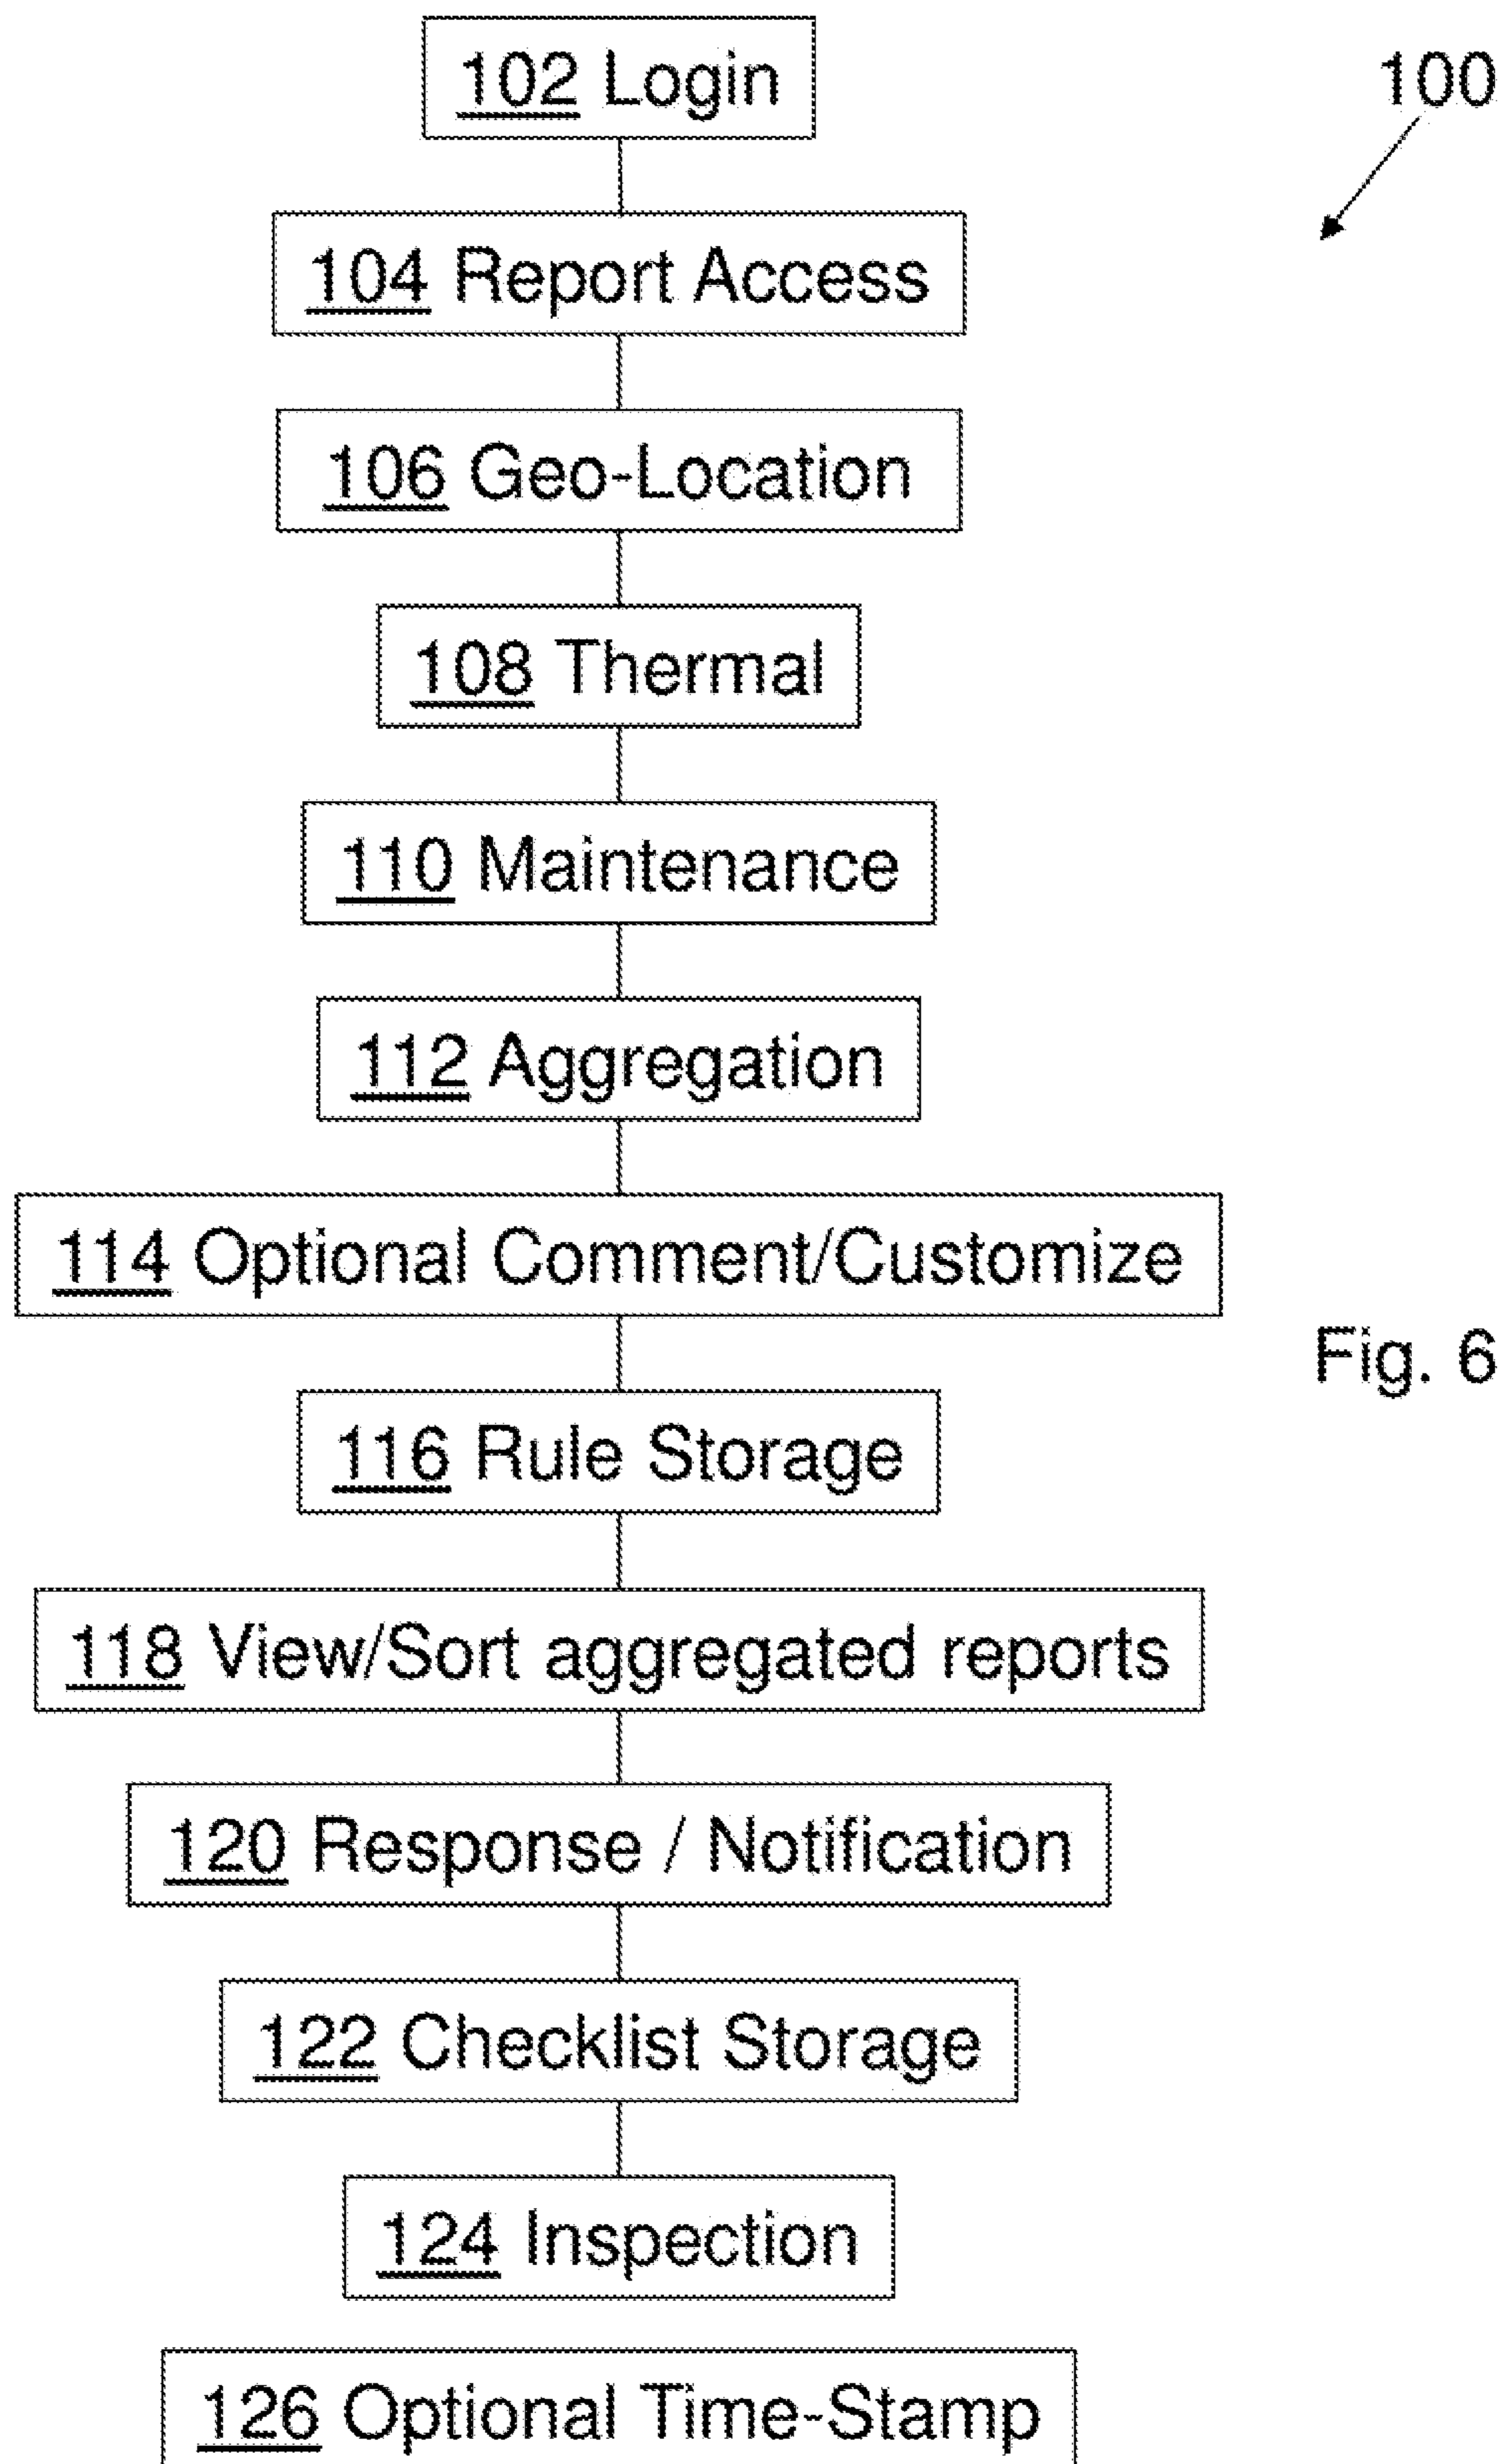 102 Login
100
104 Report Access
106 Geo-Location
108 Thermal
110 Maintenance
112 Aggregation
114 Optional Comment/Customize
Fig. 6
116 Rule Storage
118 View/Sort aggregated reports
120 Response / Notification
122 Checklist Storage
124 Inspection
126 Optional Time-Stamp